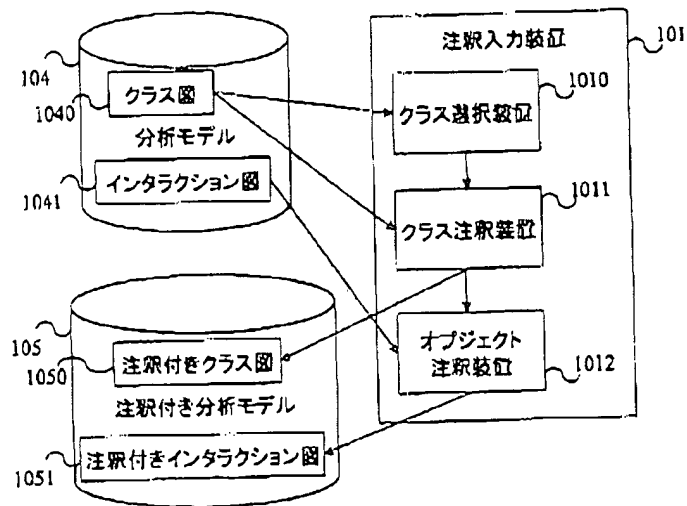 104
1040
クラス図
分析モデル
1041
インタラクション図
注釈入力装置
101
1010
クラス選択装置
1011
クラス注釈装置
オブジェクト
注釈装置
1012
105
1050
注釈付きクラス図
注釈付き分析モデル
1051
注釈付きインタラクション図